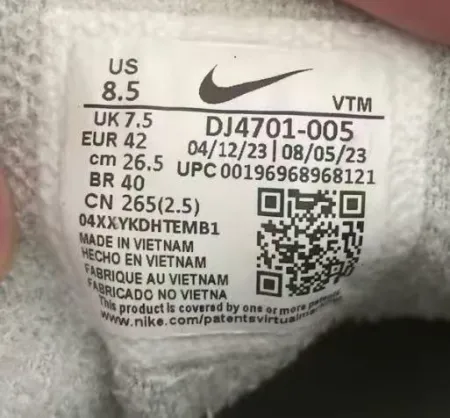 US
8.5
VTM
UK 7.5
DJ4701-005
EUR 42
04/12/23 | 08/05/23
cm 26.5
UPC 00196968968121
BR 40
CN 265(2.5)
04XXYKDHTEMB1
MADE IN VIETNAM
HECHO EN VIETNAM
FABRIQUE AU VIETNAM
FABRICADO NO VIETNA
This product is covered by one or more
www.nike.com/patentsvirtualmar